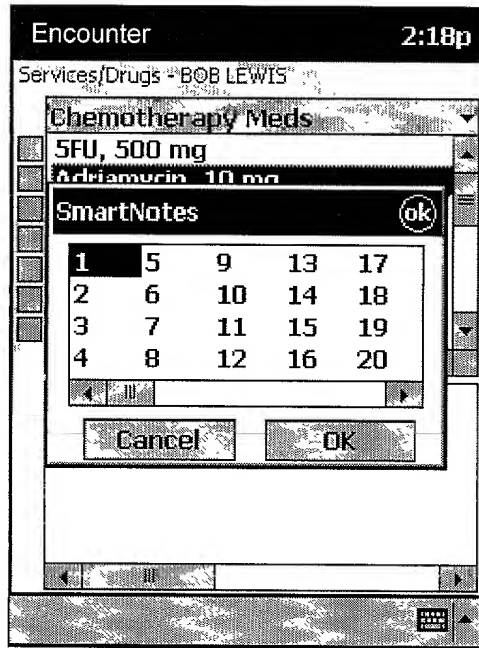 Encounter 2:18p
Services/Drugs - BOB LEWIS
Chemotherapy Meds
5FU, 500 mg
Adriamycin, 10 mg
SmartNotes ok
1 5 9 13 17
2 6 10 14 18
3 7 11 15 19
4 8 12 16 20
Cancel OK